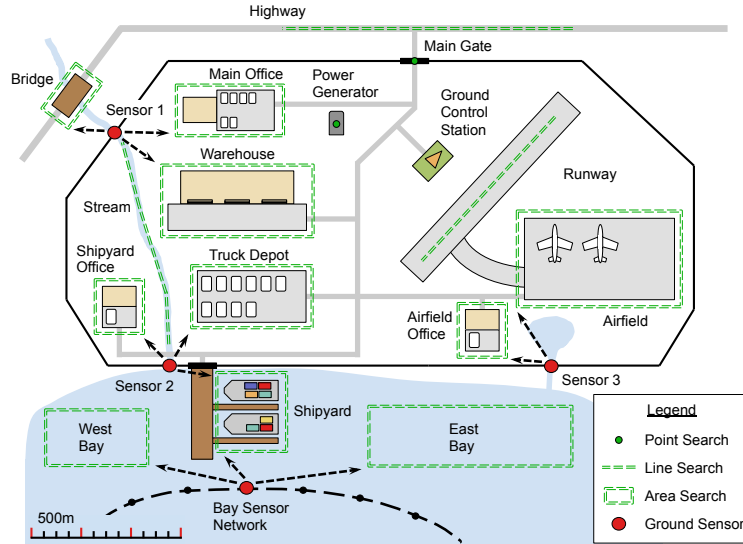 Highway
Main Gate
Bridge
Main Office
Power
Generator
Sensor 1
Ground
Control
Station
Warehouse
Runway
Stream
Shipyard
Office
Truck Depot
Airfield
Office
Airfield
Sensor 2
Sensor 3
Shipyard
West
Bay
East
Bay
Legend
Point Search
Line Search
Area Search
Ground Sensor
Bay Sensor
Network
500m